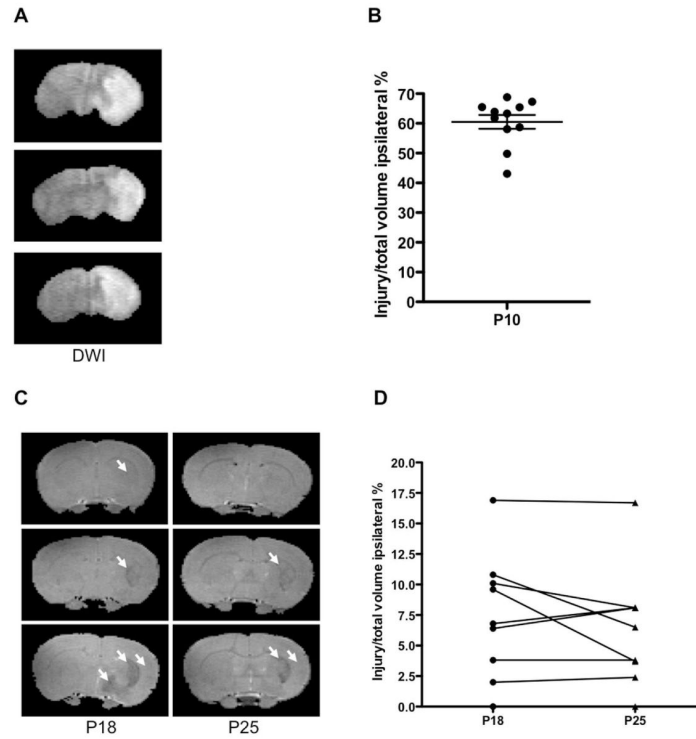 A
B
DWI
Injury/total volume ipsilateral %
70
60
50
40
30
20
10
0
P10
C
D
P18
P25
Injury/total volume ipsilateral %
20.0
17.5
15.0
12.5
10.0
7.5
5.0
2.5
0.0
P18
P25